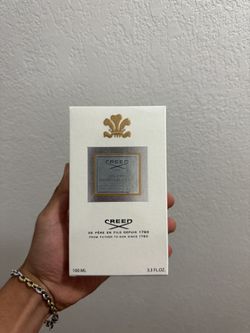 CREED
CREED
DE PÈRE EN FILS DEPUIS 1760
FROM FATHER TO SON SINCE 1760
100 ML
3.3 FL.OZ.